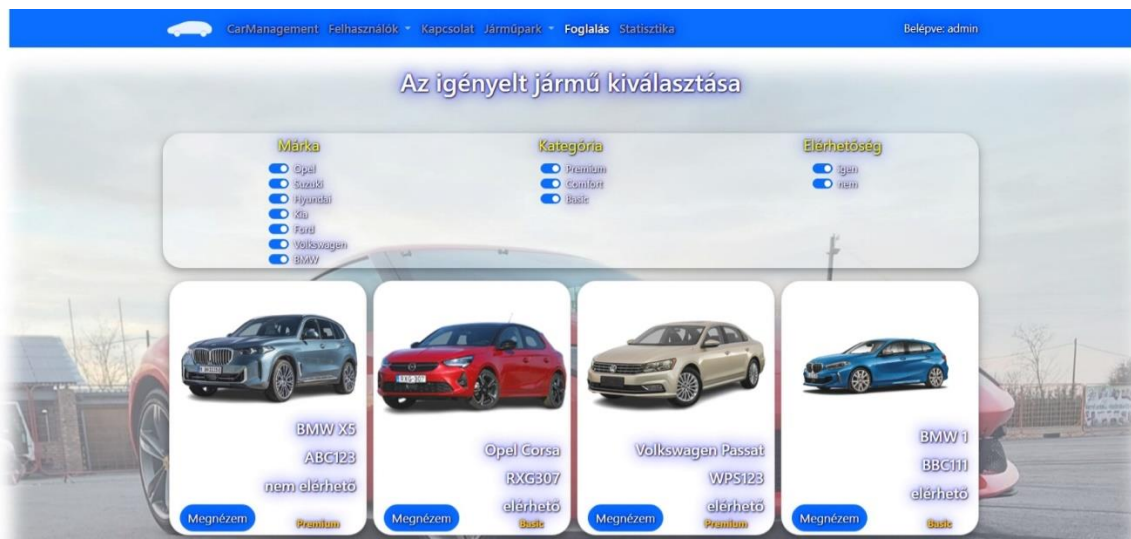 CarManagement Felhasználók Kapcsolat Járműpark Foglalás Statisztika Belépve: admin
Az igényelt jármű kiválasztása
Márka
Opel
Suzuki
Hyundai
Kia
Ford
Volkswagen
BMW
Kategória
Premium
Comfort
Basic
Elérhetőség
igen
nem
BMW X5
ABC123
nem elérhető
Megnézem
Premium
RXG-307
Opel Corsa
RXG307
elérhető
Megnézem
Basic
Volkswagen Passat
WPS123
elérhető
Megnézem
Premium
BMW 1
BBC111
elérhető
Megnézem
Basic